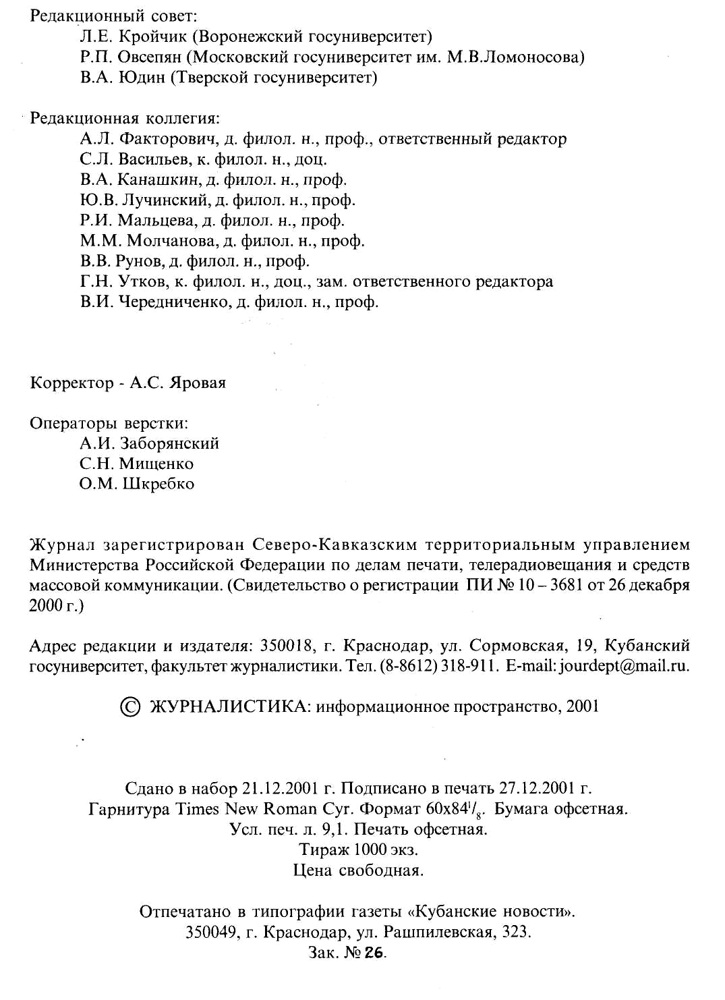 Редакционный совет:
Л.Е. Кройчик (Воронежский госуниверситет)
Р.П. Овсепян (Московский госуниверситет им. М.В.Ломоносова)
В.А. Юдин (Тверской госуниверситет)
Редакционная коллегия:
А.Л. Факторович, д. филол. н., проф., ответственный редактор
С.Л. Васильев, к. филол. н., доц.
В.А. Канашкин, д. филол. н., проф.
Ю.В. Лучинский, д. филол. н., проф.
Р.И. Мальцева, д. филол. н., проф.
М.М. Молчанова, д. филол. н., проф.
В.В. Рунов, д. филол. н., проф.
Г.Н. Утков, к. филол. н., доц., зам. ответственного редактора
В.И. Чередниченко, д. филол. н., проф.
Корректор - А.С. Яровая
Операторы верстки:
А.И. Заборянский
С.Н. Мищенко
О.М. Шкребко
Журнал зарегистрирован Северо-Кавказским территориальным управлением
Министерства Российской Федерации по делам печати, телерадиовещания и средств
массовой коммуникации. (Свидетельство о регистрации ПИ № 10 – 3681 от 26 декабря
2000 г.)
Адрес редакции и издателя: 350018, г. Краснодар, ул. Сормовская, 19, Кубанский
госуниверситет, факультет журналистики. Тел. (8-8612) 318-911. E-mail: jourdept@mail.ru.
© ЖУРНАЛИСТИКА: информационное пространство, 2001
Сдано в набор 21.12.2001 г. Подписано в печать 27.12.2001 г.
Гарнитура Times New Roman Cyr. Формат 60x84¹/₈. Бумага офсетная.
Усл. печ. л. 9,1. Печать офсетная.
Тираж 1000 экз.
Цена свободная.
Отпечатано в типографии газеты «Кубанские новости».
350049, г. Краснодар, ул. Рашпилевская, 323.
Зак. № 26.